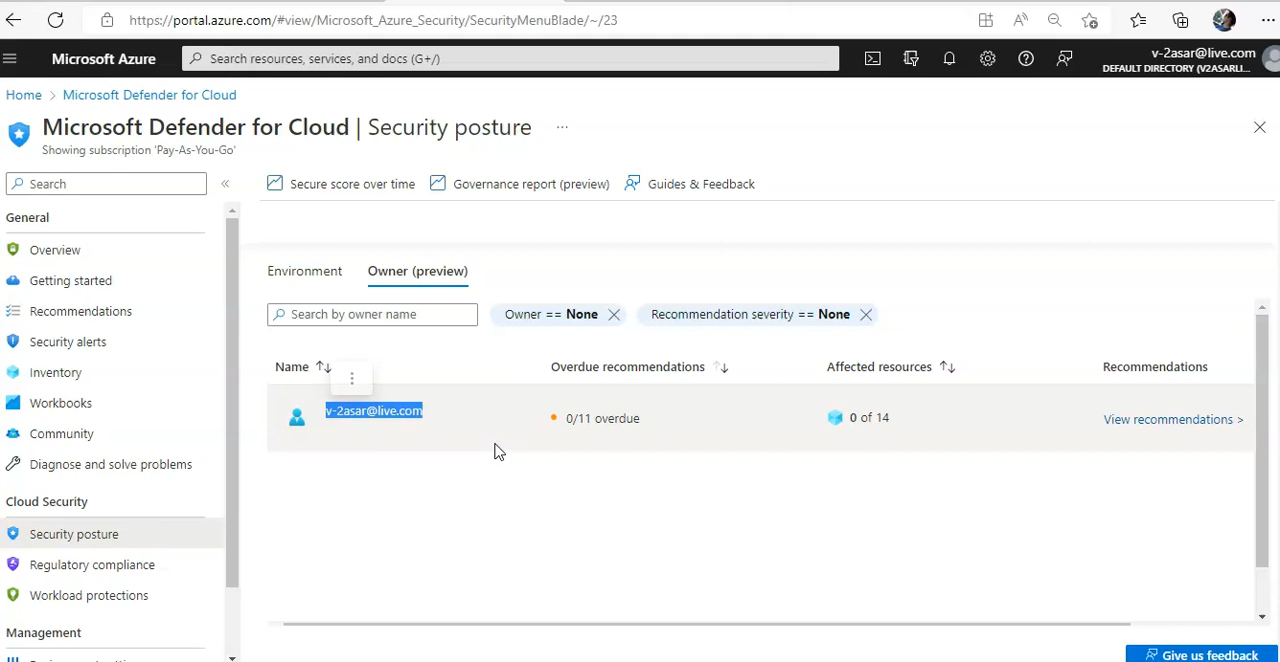 https://portal.azure.com/#view/Microsoft_Azure_Security/SecurityMenuBlade/~/23
Microsoft Azure
Search resources, services, and docs (G+/)
v-2asar@live.com
DEFAULT DIRECTORY (V2ASARLI...
Home > Microsoft Defender for Cloud
Microsoft Defender for Cloud | Security posture ...
Showing subscription 'Pay-As-You-Go'
Search «
Secure score over time Governance report (preview) Guides & Feedback
General
Overview
Getting started
Recommendations
Security alerts
Inventory
Workbooks
Community
Diagnose and solve problems
Cloud Security
Security posture
Regulatory compliance
Workload protections
Management
Environment Owner (preview)
Search by owner name Owner == None Recommendation severity == None
Name Overdue recommendations Affected resources Recommendations
v-2asar@live.com 0/11 overdue 0 of 14 View recommendations >
Give us feedback